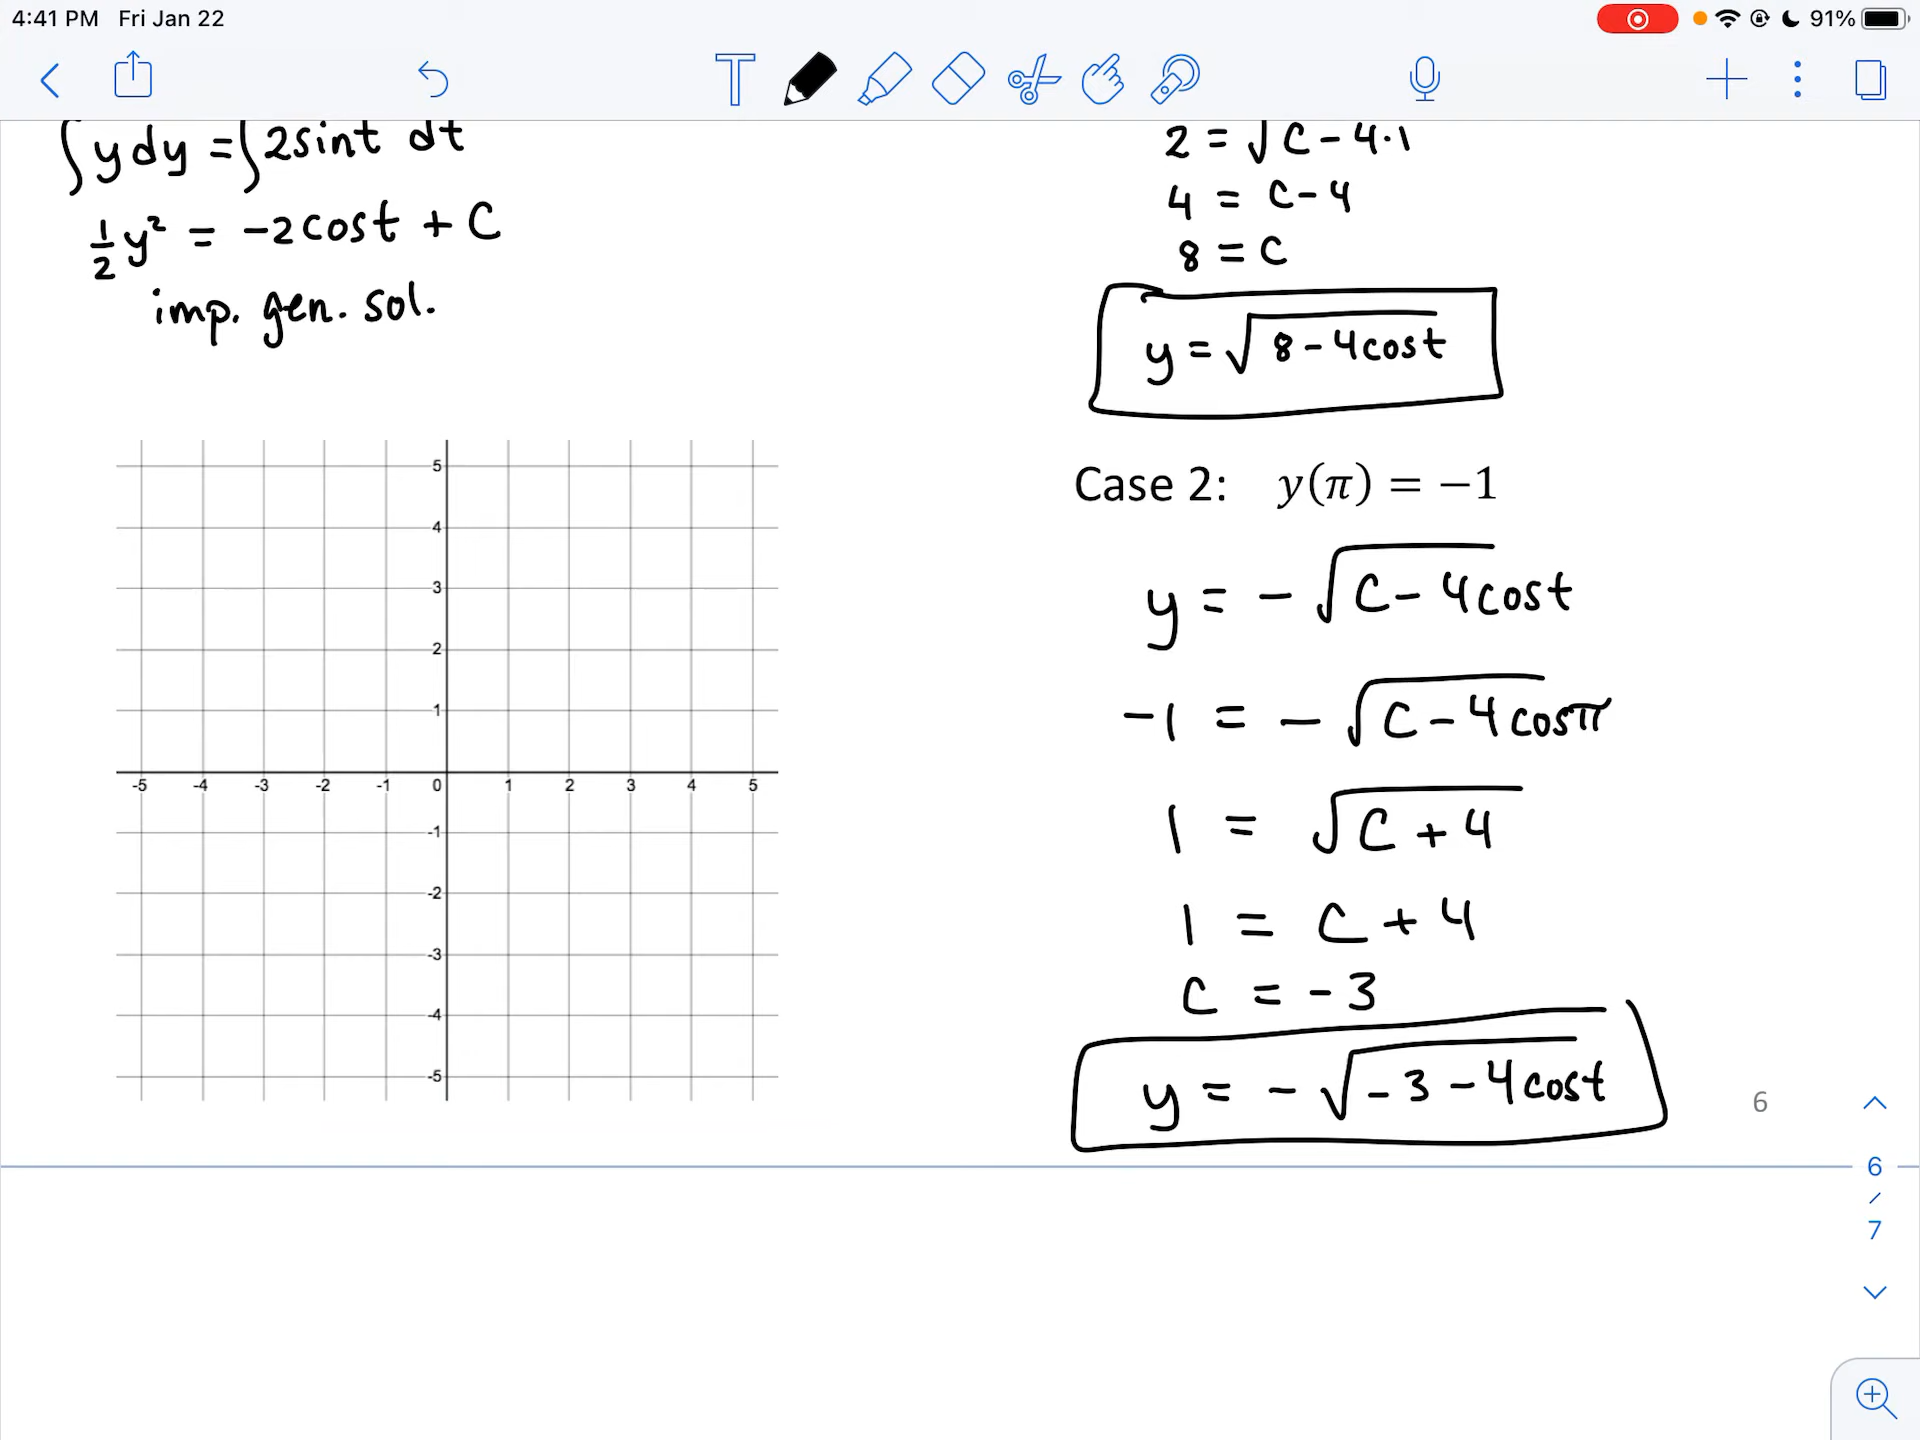 4:41 PM Fri Jan 22
91%
∫ y dy = ∫ 2sint dt
1/2 y² = -2cost + C
imp. gen. sol.
2 = √C - 4·1
4 = C - 4
8 = C
y = √8 - 4cost
5
4
3
2
1
-5 -4 -3 -2 -1 0 1 2 3 4 5
-1
-2
-3
-4
-5
Case 2: y(π) = −1
y = - √C - 4cost
-1 = - √C - 4cosπ
1 = √C + 4
1 = C + 4
C = -3
y = - √-3 - 4cost
6
6
/
7